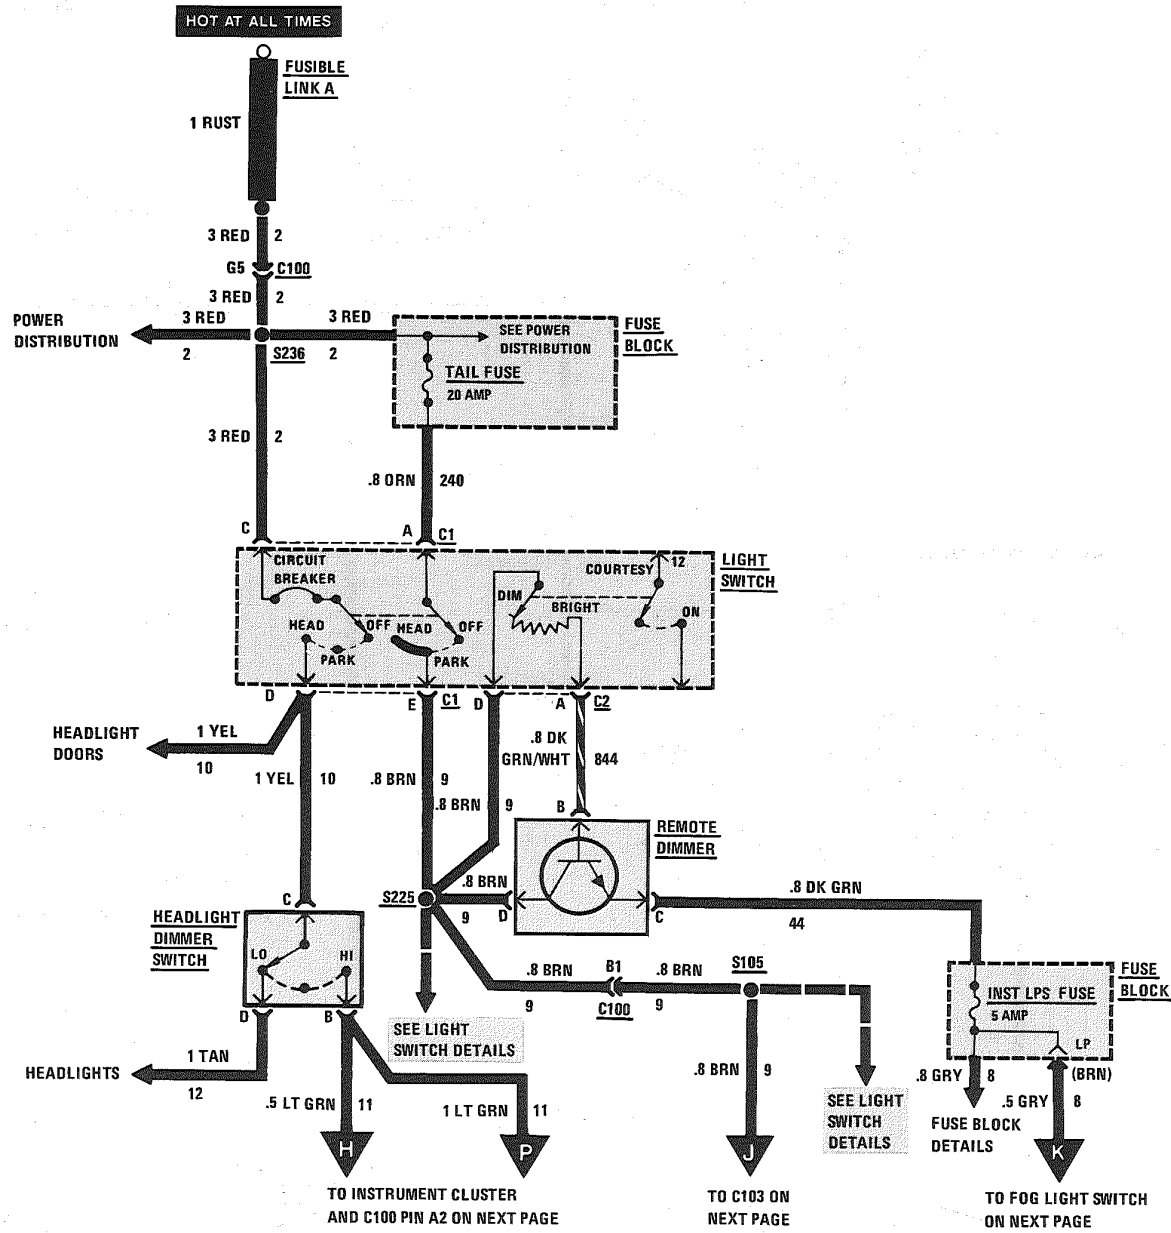 HOT AT ALL TIMES
FUSIBLE
LINK A
1 RUST
3 RED
2
G5
C100
3 RED
2
POWER
DISTRIBUTION
3 RED
2
S236
3 RED
2
SEE POWER
DISTRIBUTION
TAIL FUSE
20 AMP
FUSE
BLOCK
3 RED
2
.8 ORN
240
C
A
C1
CIRCUIT
BREAKER
HEAD
OFF
PARK
HEAD
OFF
PARK
DIM
BRIGHT
COURTESY
12
ON
LIGHT
SWITCH
D
E
C1
D
A
C2
HEADLIGHT
DOORS
1 YEL
10
1 YEL
10
.8 BRN
9
.8 BRN
9
.8 DK
GRN/WHT
844
B
REMOTE
DIMMER
S225
.8 BRN
9
D
C
.8 DK GRN
44
C
HEADLIGHT
DIMMER
SWITCH
LO
HI
D
B
.8 BRN
9
B1
C100
.8 BRN
9
S105
INST LPS FUSE
5 AMP
LP
FUSE
BLOCK
SEE LIGHT
SWITCH DETAILS
HEADLIGHTS
1 TAN
12
.5 LT GRN
11
1 LT GRN
11
.8 BRN
9
SEE LIGHT
SWITCH
DETAILS
.8 GRY
8
(BRN)
.5 GRY
8
FUSE BLOCK
DETAILS
H
P
J
K
TO INSTRUMENT CLUSTER
AND C100 PIN A2 ON NEXT PAGE
TO C103 ON
NEXT PAGE
TO FOG LIGHT SWITCH
ON NEXT PAGE